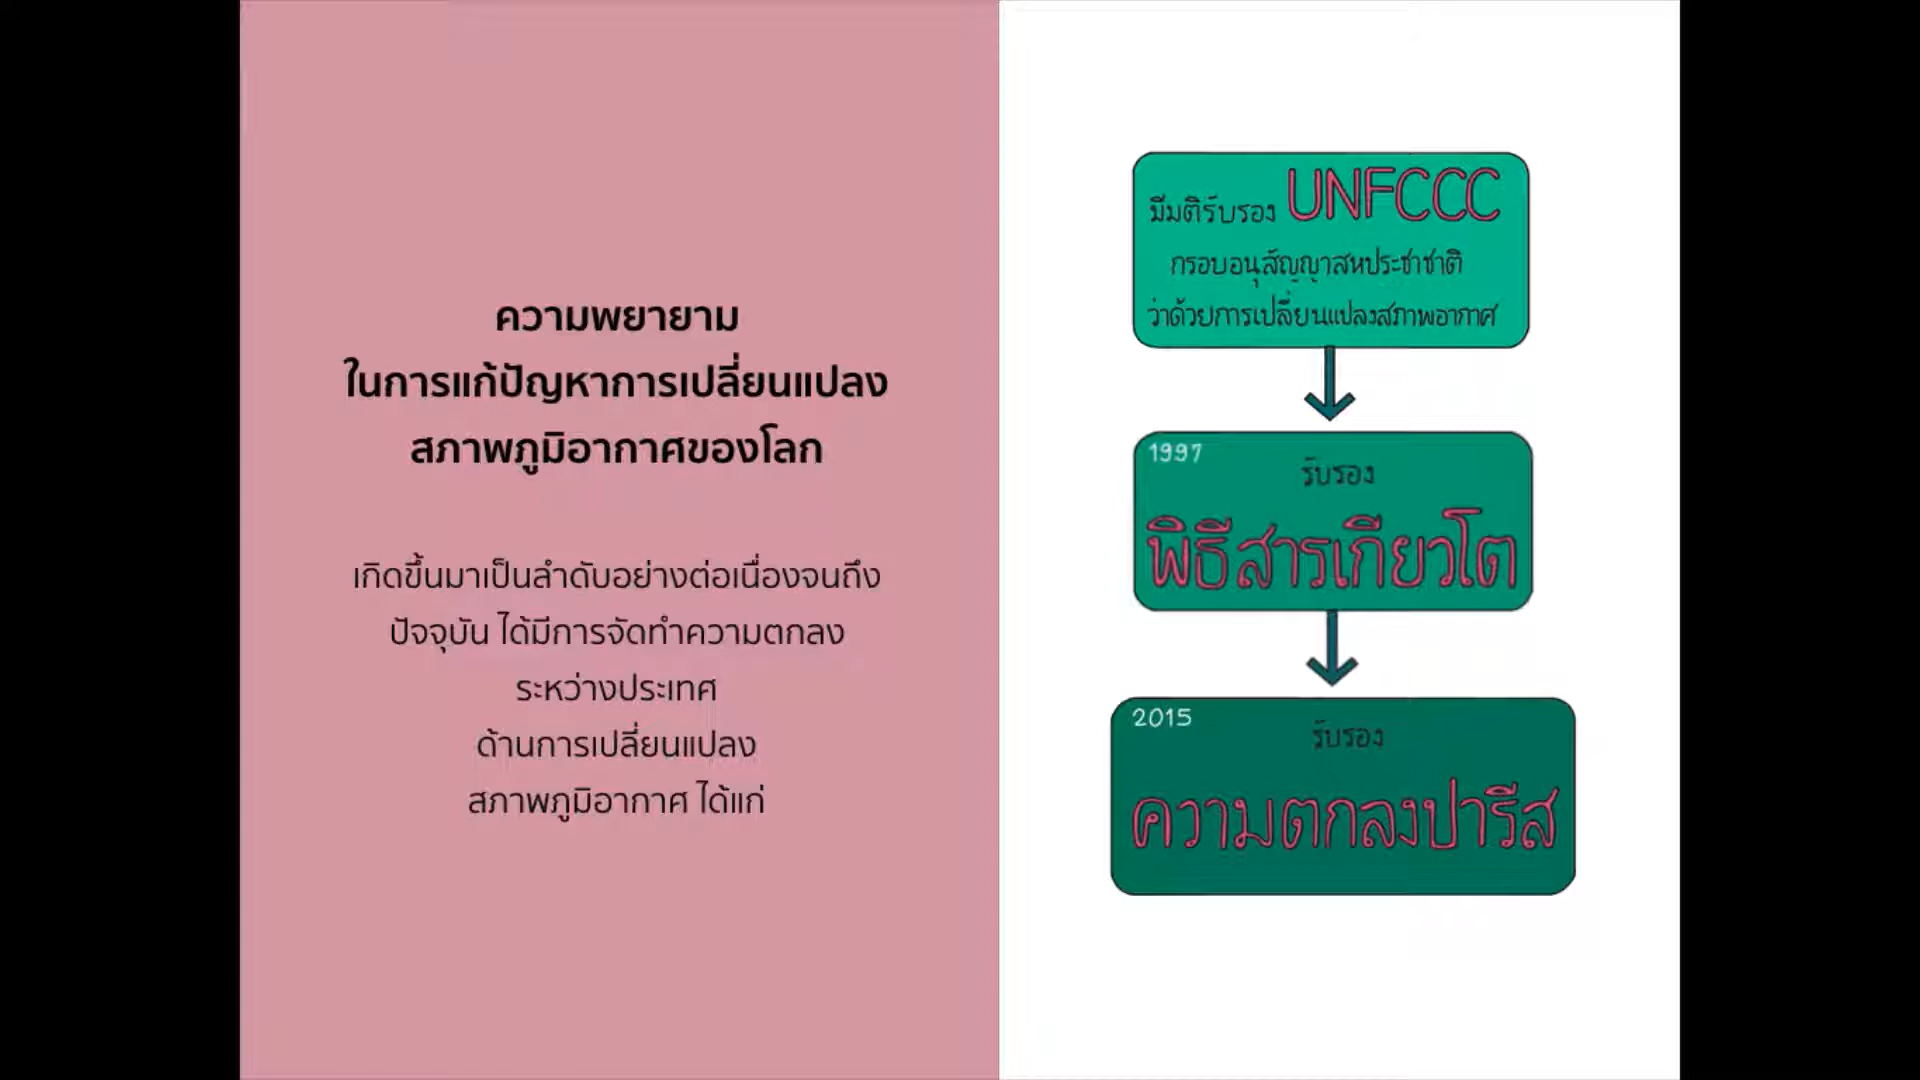 ความพยายาม
ในการแก้ปัญหาการเปลี่ยนแปลง
สภาพภูมิอากาศของโลก
เกิดขึ้นมาเป็นลำดับอย่างต่อเนื่องจนถึง
ปัจจุบัน ได้มีการจัดทำความตกลง
ระหว่างประเทศ
ด้านการเปลี่ยนแปลง
สภาพภูมิอากาศ ได้แก่
มีมติรับรอง UNFCCC
กรอบอนุสัญญาสหประชาชาติ
ว่าด้วยการเปลี่ยนแปลงสภาพอากาศ
1997
รับรอง
พิธีสารเกียวโต
2015
รับรอง
ความตกลงปารีส